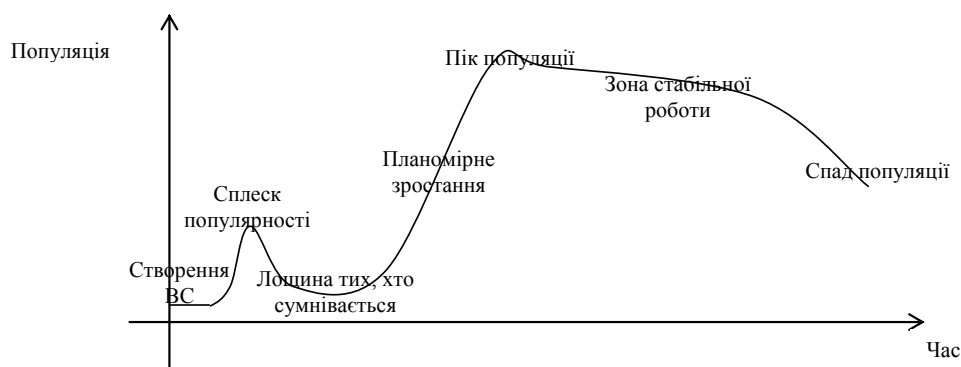 Популяція
Пік популяції
Зона стабільної
роботи
Планомірне
зростання
Спад популяції
Сплеск
популярності
Створення
ВС
Лощина тих, хто
сумнівається
Час